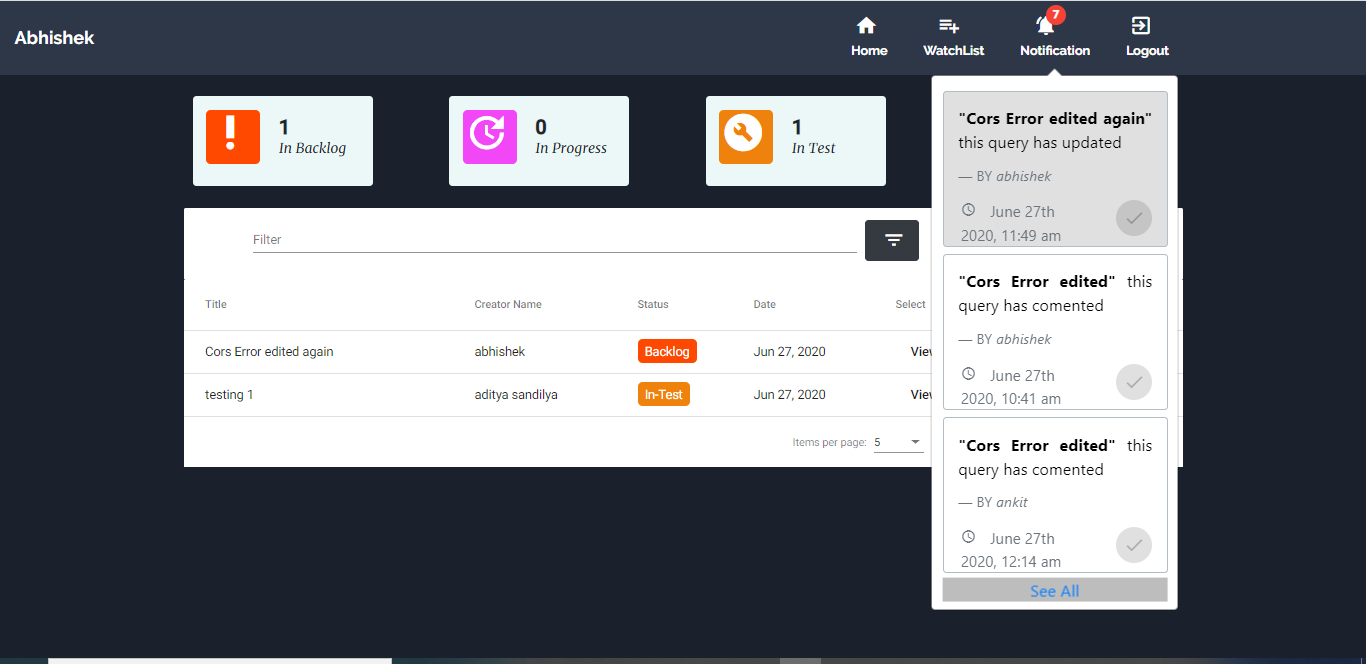 Abhishek
7
Home WatchList Notification Logout
1
In Backlog
0
In Progress
1
In Test
Filter
Title Creator Name Status Date Select
Cors Error edited again abhishek Backlog Jun 27, 2020 View
testing 1 aditya sandilya In-Test Jun 27, 2020 View
Items per page: 5
"Cors Error edited again"
this query has updated
— BY abhishek
June 27th
2020, 11:49 am
"Cors Error edited" this
query has comented
— BY abhishek
June 27th
2020, 10:41 am
"Cors Error edited" this
query has comented
— BY ankit
June 27th
2020, 12:14 am
See All